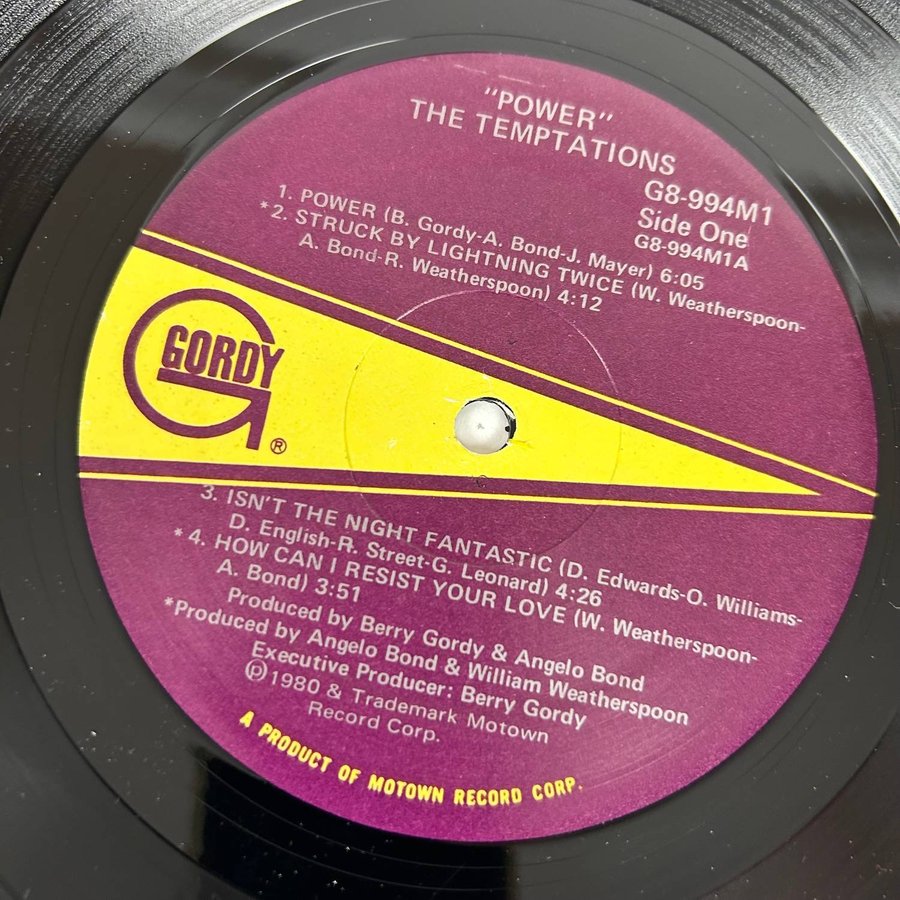 "POWER"
THE TEMPTATIONS
G8-994M1
Side One
G8-994M1A
1. POWER (B. Gordy-A. Bond-J. Mayer) 6:05
*2. STRUCK BY LIGHTNING TWICE (W. Weatherspoon-
A. Bond-R. Weatherspoon) 4:12
GORDY
®
3. ISN'T THE NIGHT FANTASTIC (D. Edwards-O. Williams-
D. English-R. Street-G. Leonard) 4:26
*4. HOW CAN I RESIST YOUR LOVE (W. Weatherspoon-
A. Bond) 3:51
Produced by Berry Gordy & Angelo Bond
*Produced by Angelo Bond & William Weatherspoon
Executive Producer: Berry Gordy
℗1980 & Trademark Motown
Record Corp.
A PRODUCT OF MOTOWN RECORD CORP.